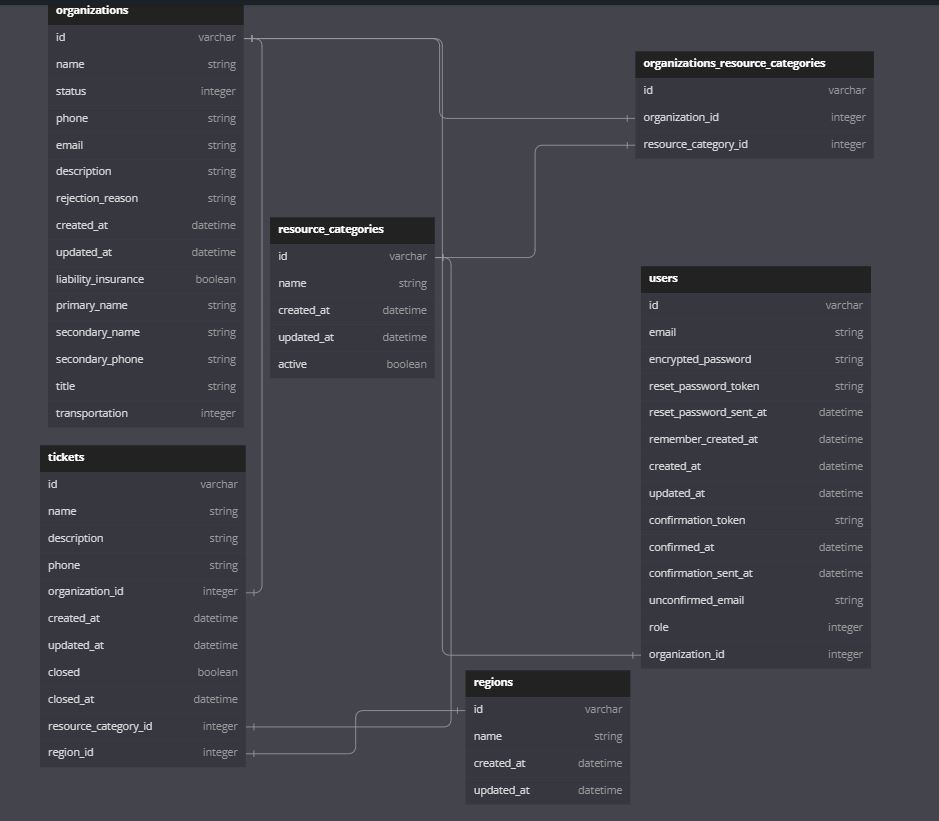 organizations
id varchar
name string
status integer
phone string
email string
description string
rejection_reason string
created_at datetime
updated_at datetime
liability_insurance boolean
primary_name string
secondary_name string
secondary_phone string
title string
transportation integer
tickets
id varchar
name string
description string
phone string
organization_id integer
created_at datetime
updated_at datetime
closed boolean
closed_at datetime
resource_category_id integer
region_id integer
resource_categories
id varchar
name string
created_at datetime
updated_at datetime
active boolean
organizations_resource_categories
id varchar
organization_id integer
resource_category_id integer
users
id varchar
email string
encrypted_password string
reset_password_token string
reset_password_sent_at datetime
remember_created_at datetime
created_at datetime
updated_at datetime
confirmation_token string
confirmed_at datetime
confirmation_sent_at datetime
unconfirmed_email string
role integer
organization_id integer
regions
id varchar
name string
created_at datetime
updated_at datetime